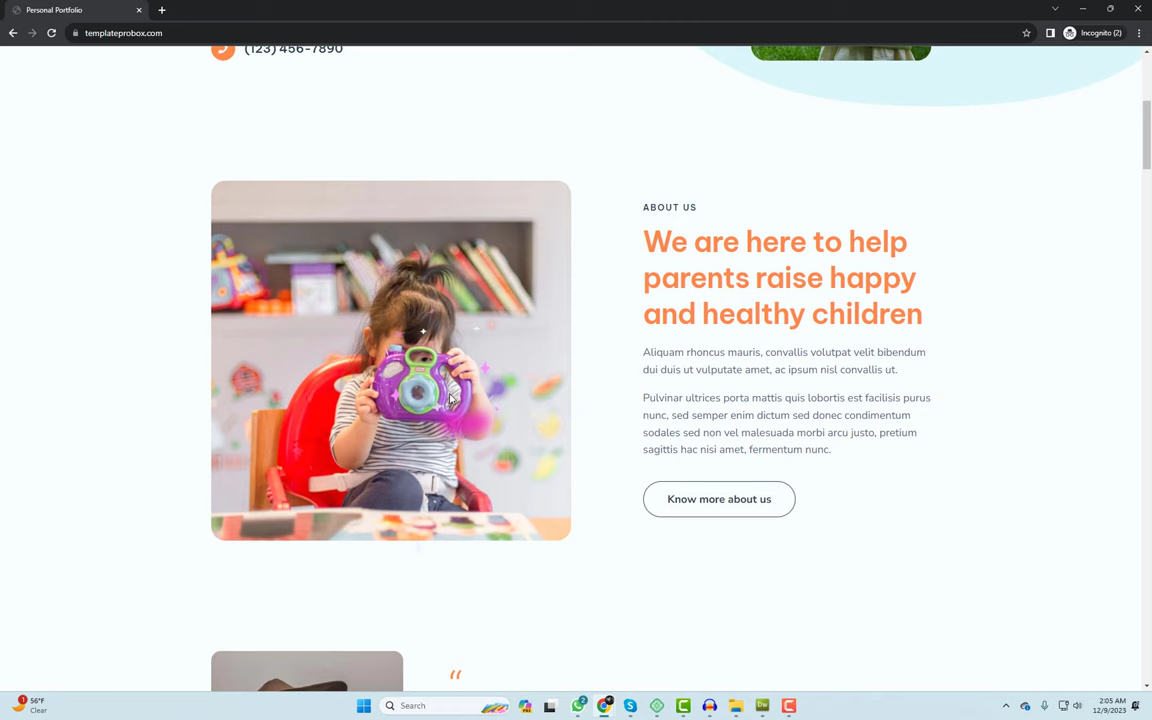 Personal Portfolio
templateprobox.com
Incognito (2)
(123) 456-7890
ABOUT US
We are here to help
parents raise happy
and healthy children
Aliquam rhoncus mauris, convallis volutpat velit bibendum
dui duis ut vulputate amet, ac ipsum nisl convallis ut.
Pulvinar ultrices porta mattis quis lobortis est facilisis purus
nunc, sed semper enim dictum sed donec condimentum
sodales sed non vel malesuada morbi arcu justo, pretium
sagittis hac nisi amet, fermentum nunc.
Know more about us
“
1
56°F
Clear
Search
2
Dw
2:05 AM
12/9/2023